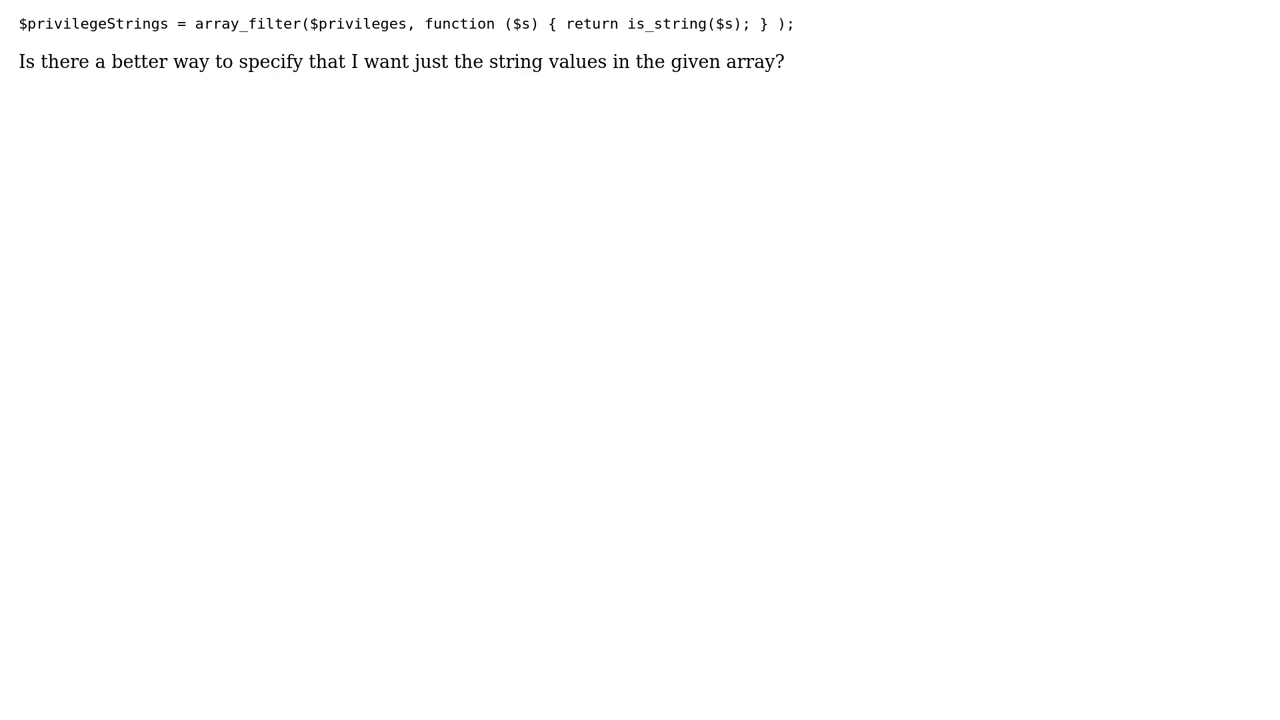 $privilegeStrings = array_filter($privileges, function ($s) { return is_string($s); } );
Is there a better way to specify that I want just the string values in the given array?